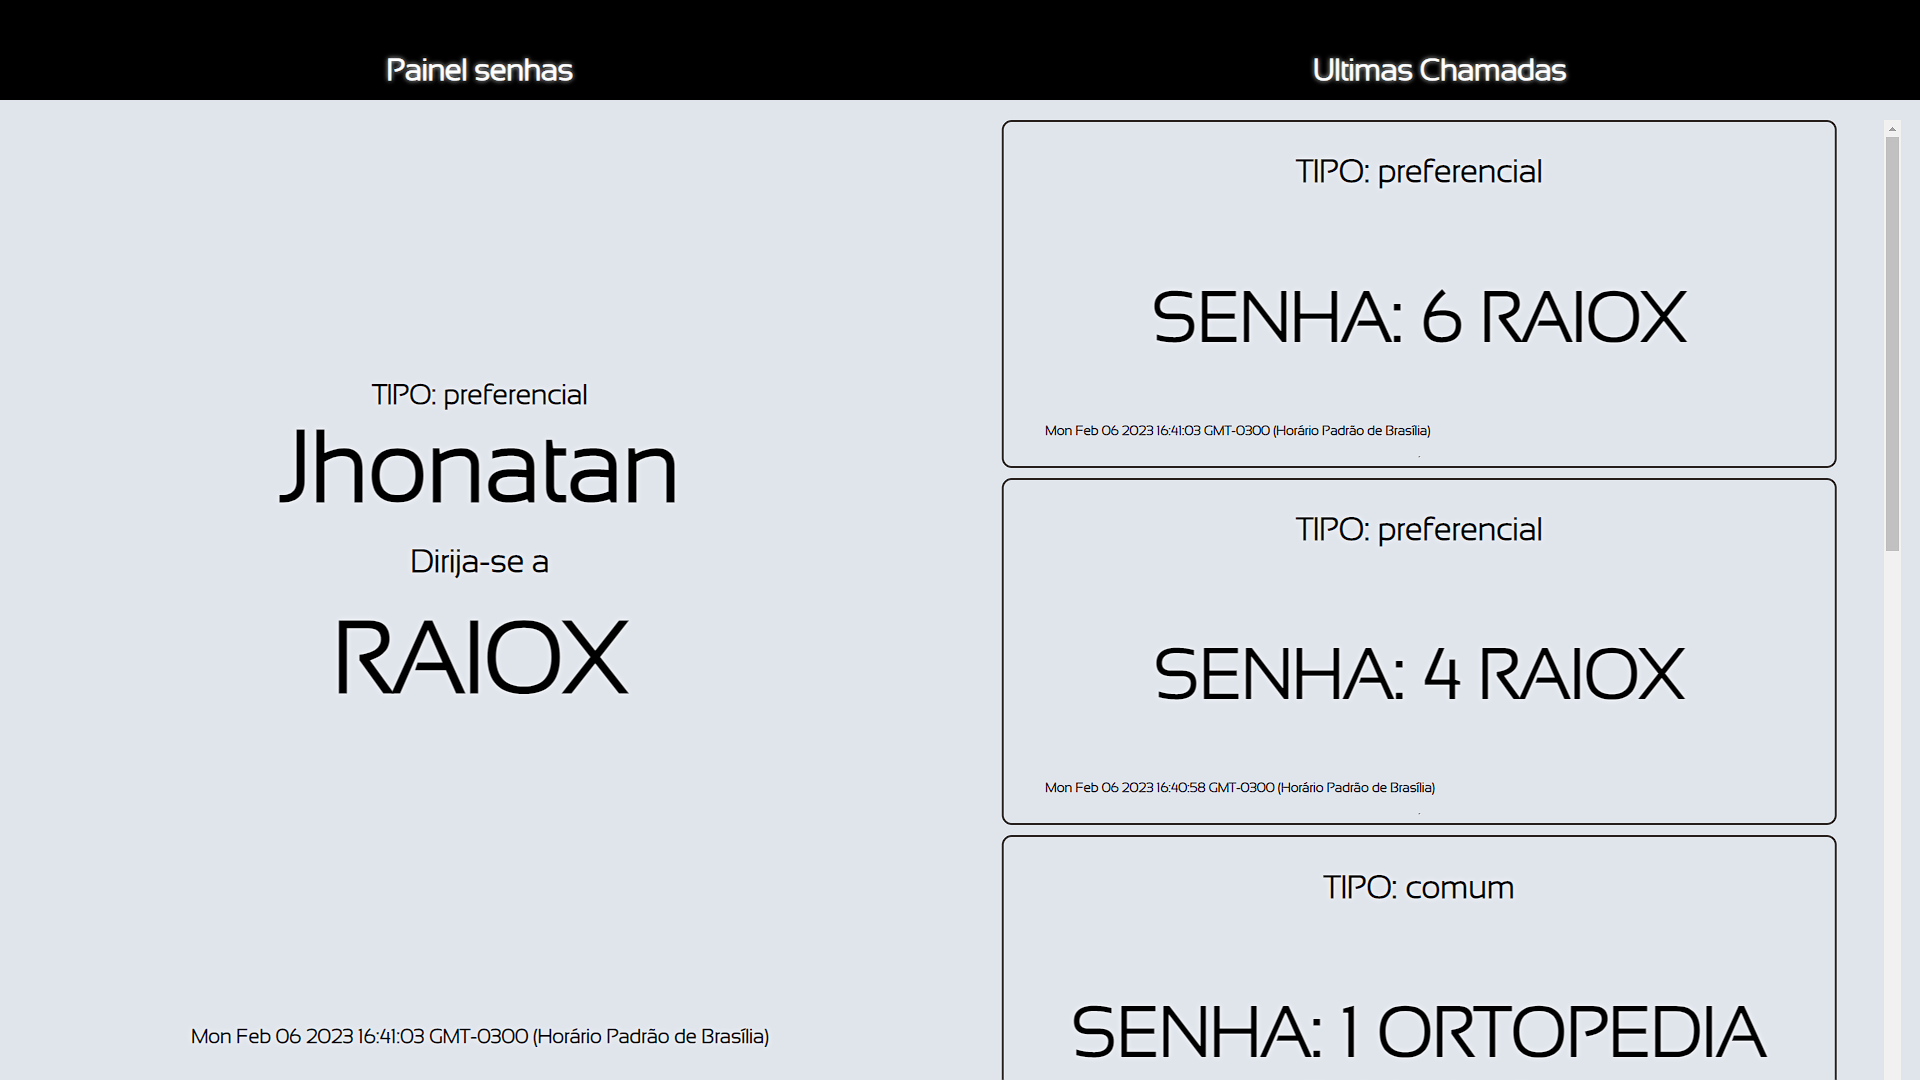 Painel senhas
TIPO: preferencial
Jhonatan
Dirija-se a
RAIOX
Mon Feb 06 2023 16:41:03 GMT-0300 (Horário Padrão de Brasília)
Ultimas Chamadas
TIPO: preferencial
SENHA: 6 RAIOX
Mon Feb 06 2023 16:41:03 GMT-0300 (Horário Padrão de Brasília)
.
TIPO: preferencial
SENHA: 4 RAIOX
Mon Feb 06 2023 16:40:58 GMT-0300 (Horário Padrão de Brasília)
.
TIPO: comum
SENHA: 1 ORTOPEDIA